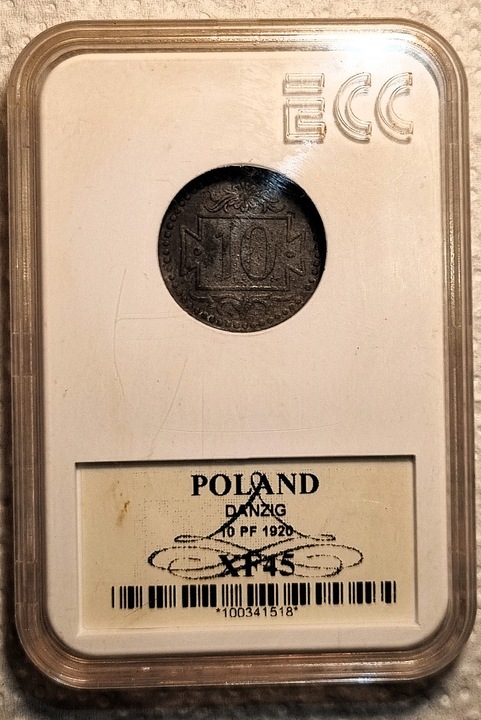 ECC
10
POLAND
DANZIG
10 PF 1920
XF45
*100341518*